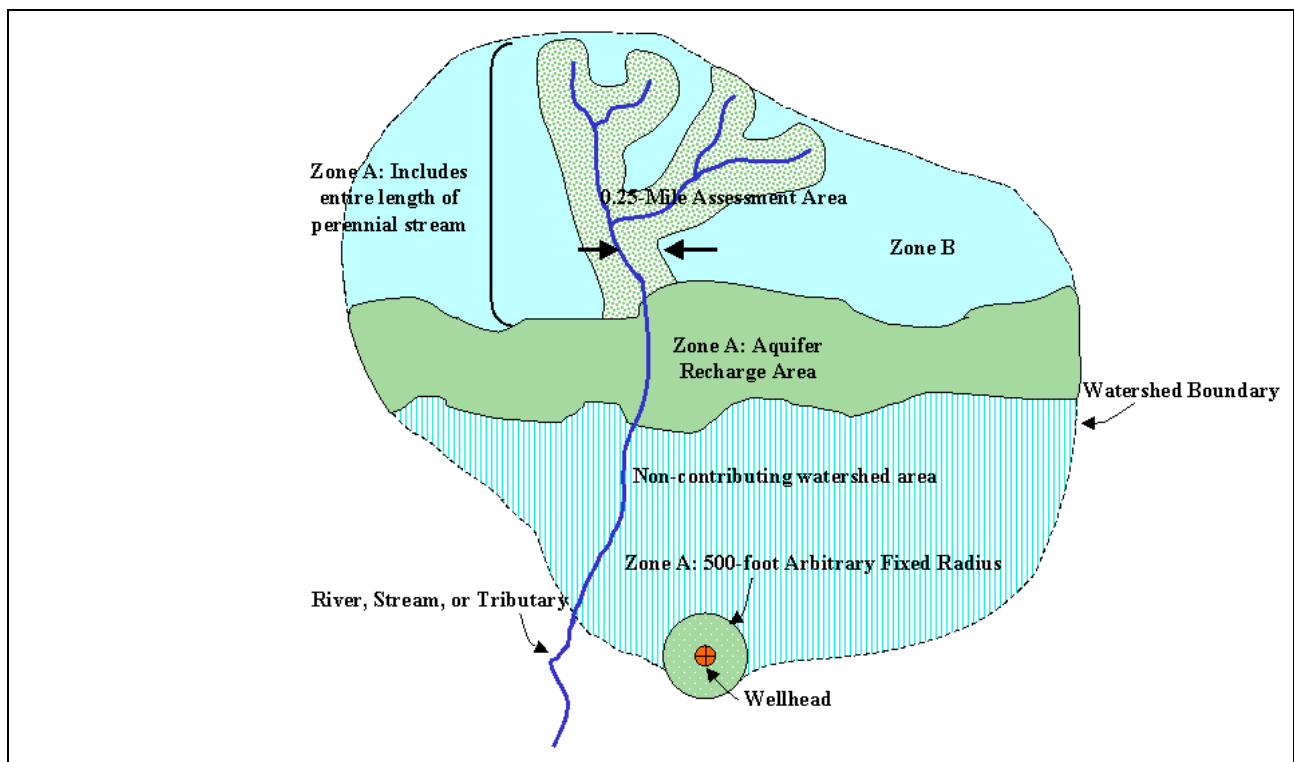 Zone A: Includes
entire length of
perennial stream
0.25-Mile Assessment Area
Zone B
Zone A: Aquifer
Recharge Area
Watershed Boundary
Non-contributing watershed area
Zone A: 500-foot Arbitrary Fixed Radius
River, Stream, or Tributary
Wellhead